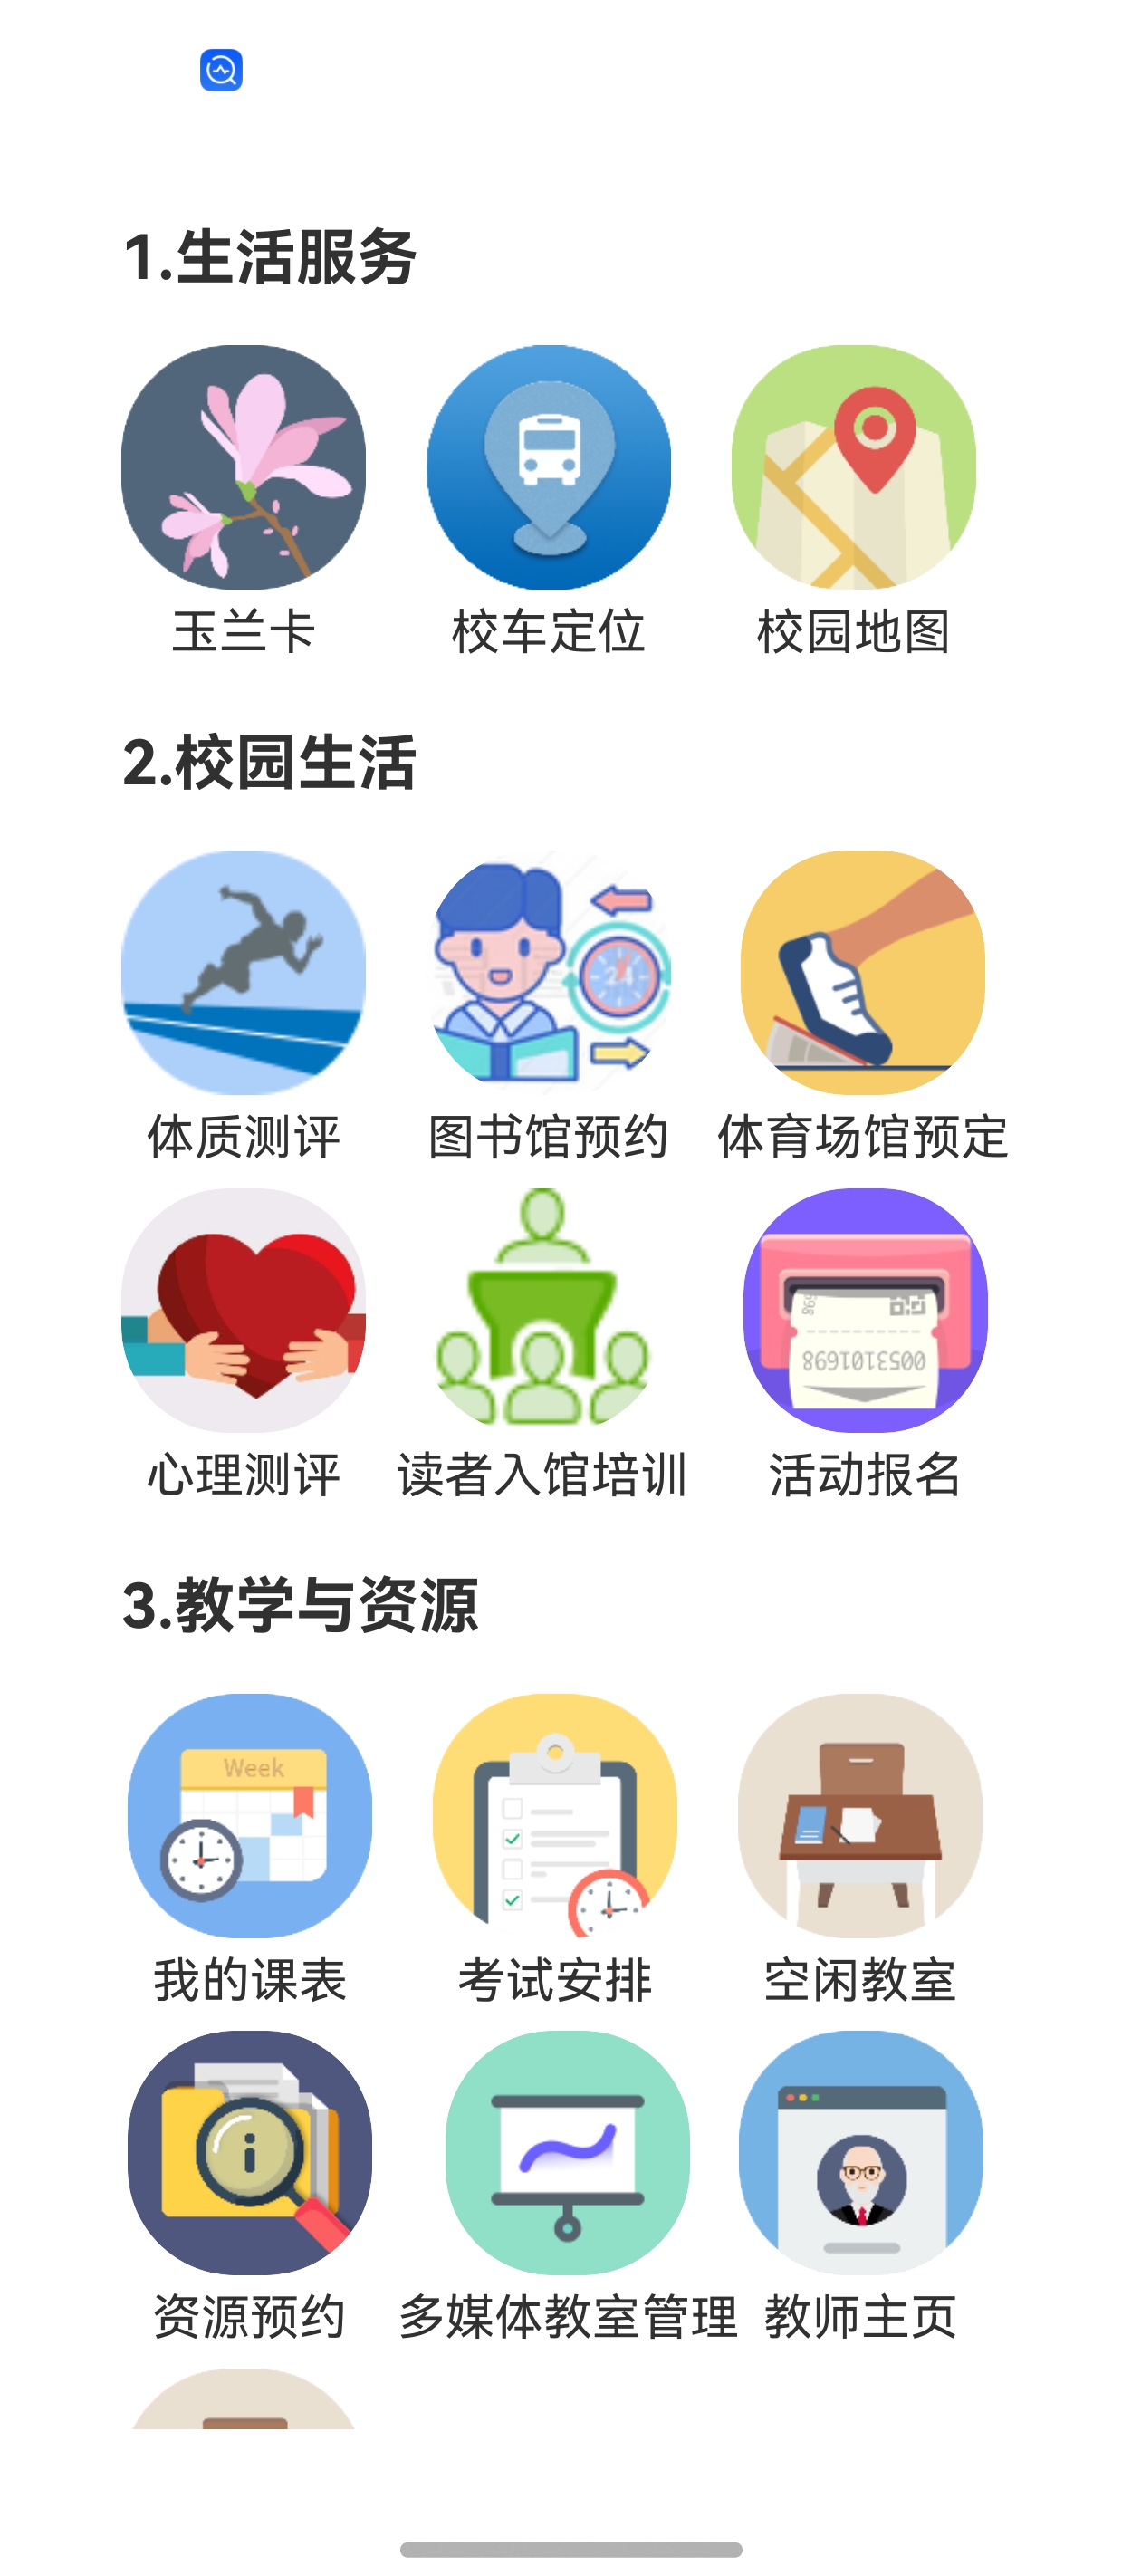 1.生活服务
玉兰卡 校车定位 校园地图
2.校园生活
24
体质测评 图书馆预约 体育场馆预定
698
0053101698
心理测评 读者入馆培训 活动报名
3.教学与资源
Week
我的课表 考试安排 空闲教室
i
资源预约 多媒体教室管理 教师主页